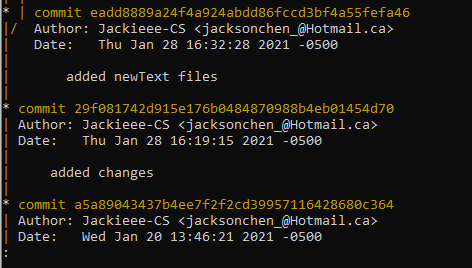 * | commit eadd8889a24f4a924abdd86fccd3bf4a55fefa46
|/  Author: Jackieee-CS <jacksonchen_@Hotmail.ca>
|   Date:   Thu Jan 28 16:32:28 2021 -0500
|
|       added newText files
|
* commit 29f081742d915e176b0484870988b4eb01454d70
| Author: Jackieee-CS <jacksonchen_@Hotmail.ca>
| Date:   Thu Jan 28 16:19:15 2021 -0500
|
|     added changes
|
* commit a5a89043437b4ee7f2f2cd39957116428680c364
| Author: Jackieee-CS <jacksonchen_@Hotmail.ca>
| Date:   Wed Jan 20 13:46:21 2021 -0500
: